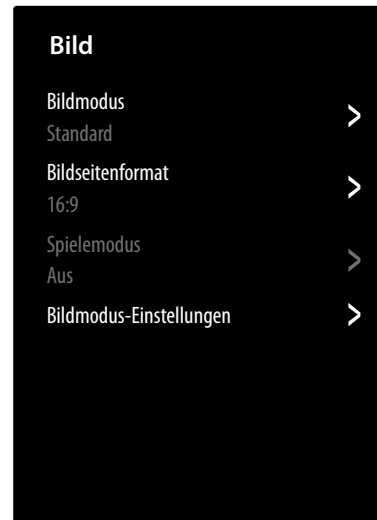 Bild
Bildmodus
Standard
Bildseitenformat
16:9
Spielemodus
Aus
Bildmodus-Einstellungen